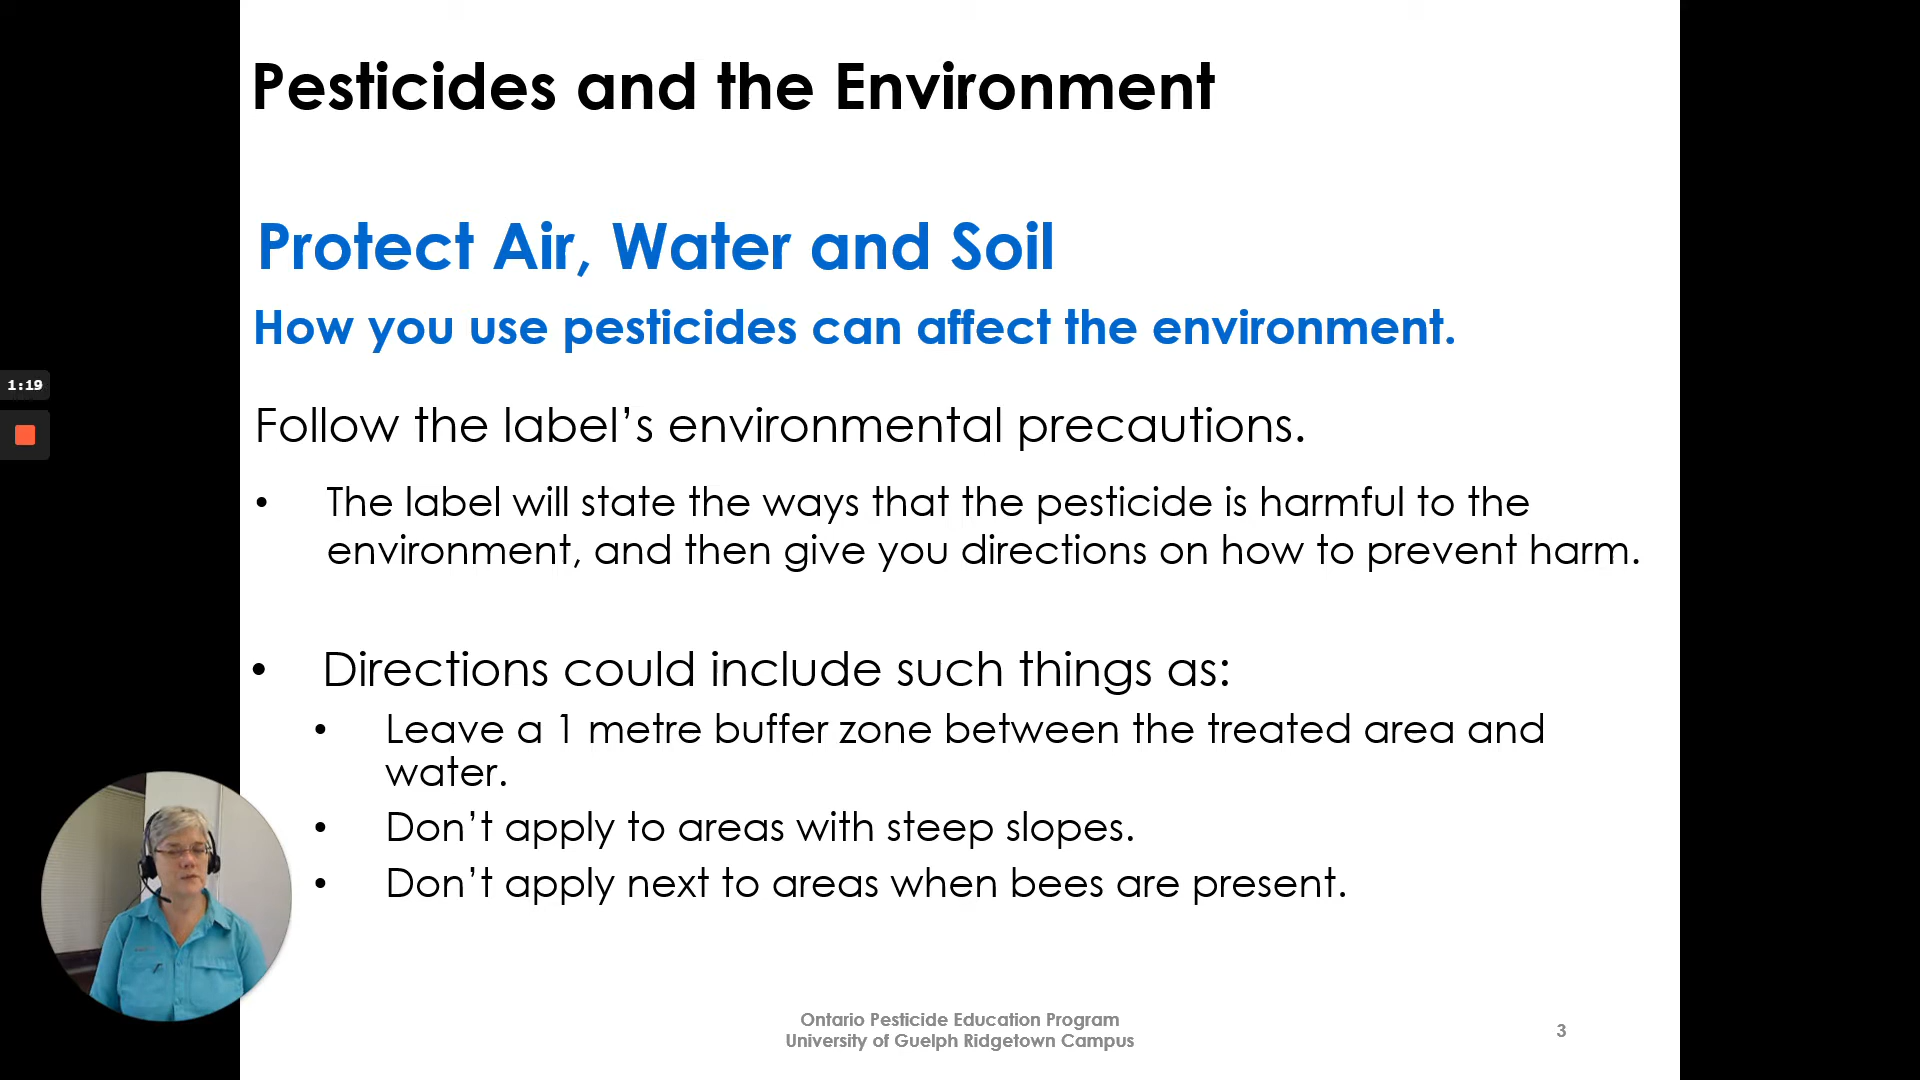 Pesticides and the Environment
Protect Air, Water and Soil
How you use pesticides can affect the environment.
1:19
Follow the label’s environmental precautions.
• The label will state the ways that the pesticide is harmful to the
environment, and then give you directions on how to prevent harm.
• Directions could include such things as:
• Leave a 1 metre buffer zone between the treated area and
water.
• Don’t apply to areas with steep slopes.
• Don’t apply next to areas when bees are present.
Ontario Pesticide Education Program
University of Guelph Ridgetown Campus
3